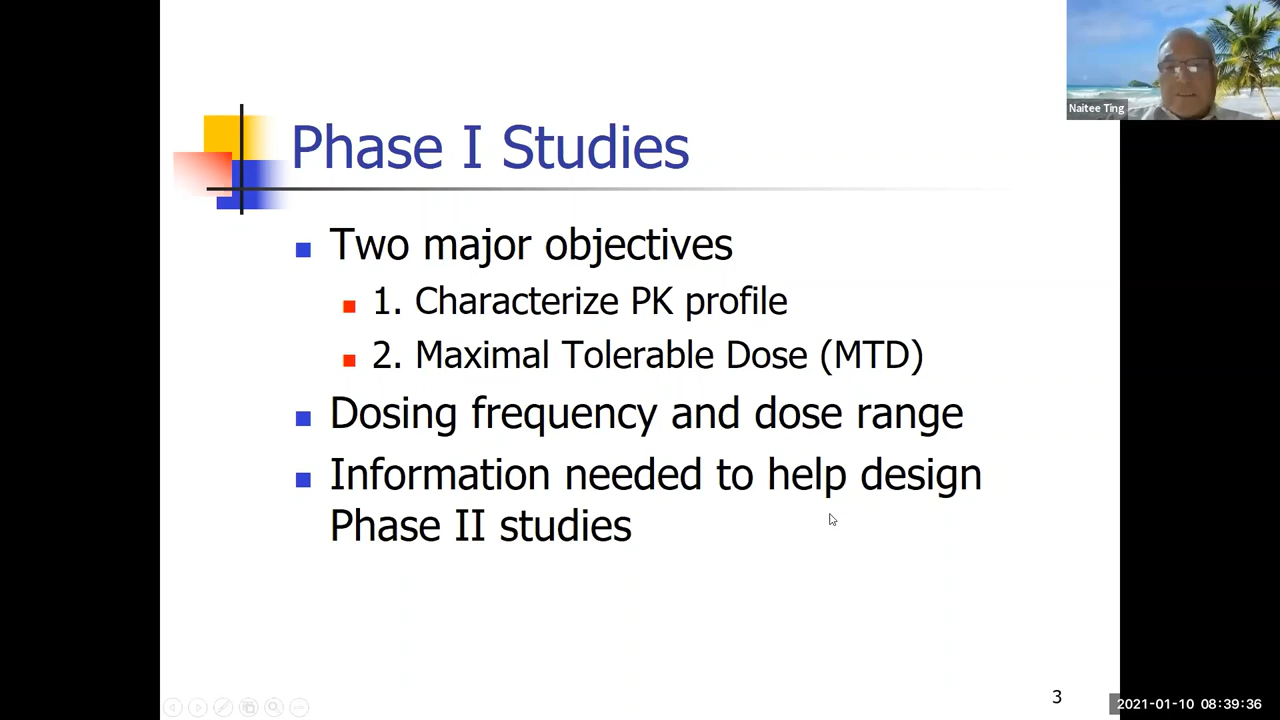 Naitee Ting
Phase I Studies
Two major objectives
1. Characterize PK profile
2. Maximal Tolerable Dose (MTD)
Dosing frequency and dose range
Information needed to help design
Phase II studies
3
2021-01-10 08:39:36